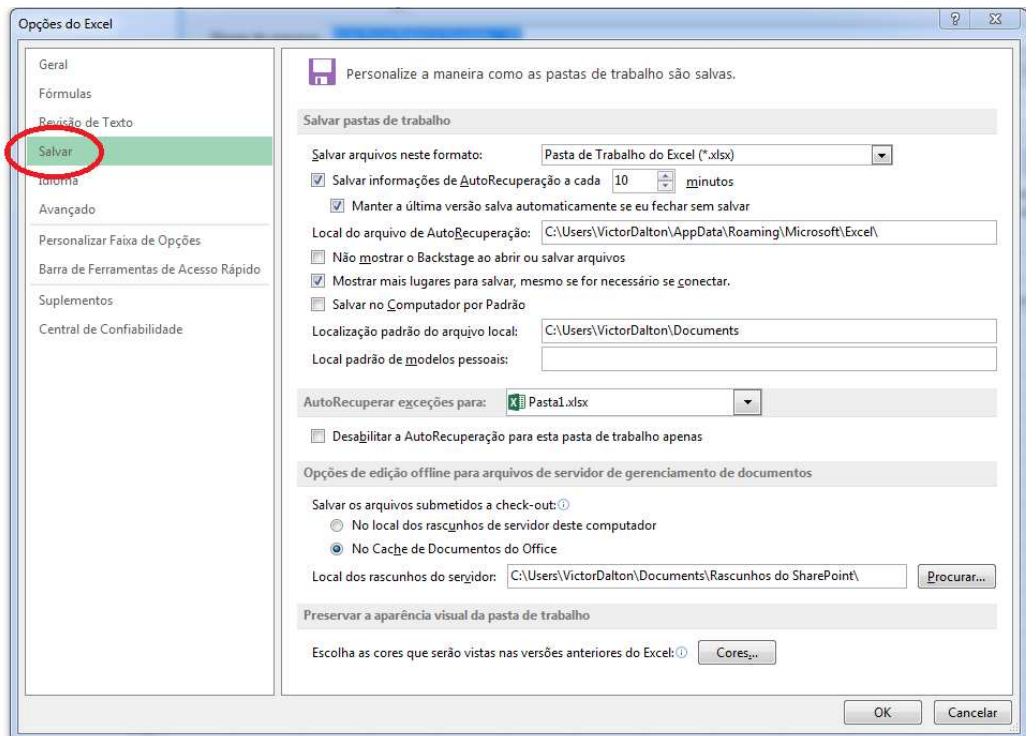 Opções do Excel
Geral
Fórmulas
Revisão de Texto
Salvar
Idioma
Avançado
Personalizar Faixa de Opções
Barra de Ferramentas de Acesso Rápido
Suplementos
Central de Confiabilidade
Personalize a maneira como as pastas de trabalho são salvas.
Salvar pastas de trabalho
Salvar arquivos neste formato: Pasta de Trabalho do Excel (*.xlsx)
Salvar informações de AutoRecuperação a cada 10 minutos
Manter a última versão salva automaticamente se eu fechar sem salvar
Local do arquivo de AutoRecuperação: C:\Users\VictorDalton\AppData\Roaming\Microsoft\Excel\
Não mostrar o Backstage ao abrir ou salvar arquivos
Mostrar mais lugares para salvar, mesmo se for necessário se conectar.
Salvar no Computador por Padrão
Localização padrão do arquivo local: C:\Users\VictorDalton\Documents
Local padrão de modelos pessoais:
AutoRecuperar exceções para: Pasta1.xlsx
Desabilitar a AutoRecuperação para esta pasta de trabalho apenas
Opções de edição offline para arquivos de servidor de gerenciamento de documentos
Salvar os arquivos submetidos a check-out:
No local dos rascunhos de servidor deste computador
No Cache de Documentos do Office
Local dos rascunhos do servidor: C:\Users\VictorDalton\Documents\Rascunhos do SharePoint\ Procurar...
Preservar a aparência visual da pasta de trabalho
Escolha as cores que serão vistas nas versões anteriores do Excel: Cores...
OK Cancelar